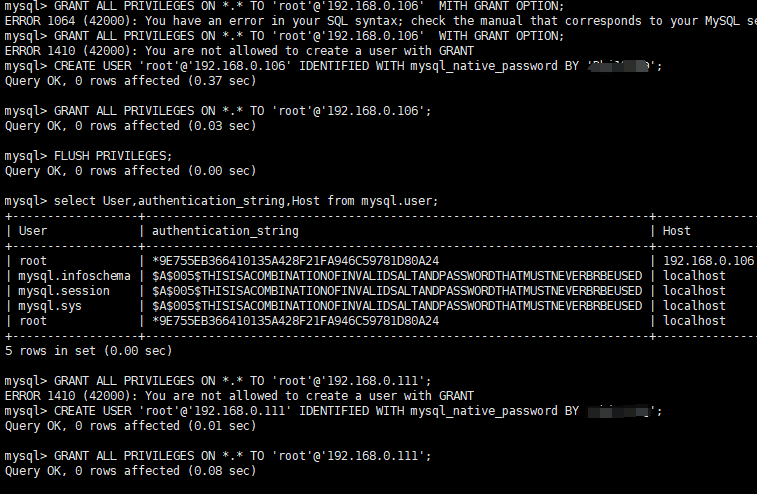 mysql> GRANT ALL PRIVILEGES ON *.* TO 'root'@'192.168.0.106'  MITH GRANT OPTION;
ERROR 1064 (42000): You have an error in your SQL syntax; check the manual that corresponds to your MySQL se
mysql> GRANT ALL PRIVILEGES ON *.* TO 'root'@'192.168.0.106'  WITH GRANT OPTION;
ERROR 1410 (42000): You are not allowed to create a user with GRANT
mysql> CREATE USER 'root'@'192.168.0.106' IDENTIFIED WITH mysql_native_password BY ';
Query OK, 0 rows affected (0.37 sec)
mysql> GRANT ALL PRIVILEGES ON *.* TO 'root'@'192.168.0.106';
Query OK, 0 rows affected (0.03 sec)
mysql> FLUSH PRIVILEGES;
Query OK, 0 rows affected (0.00 sec)
mysql> select User,authentication_string,Host from mysql.user;
+------------------+------------------------------------------------------------------------+---------------
| User             | authentication_string                                                  | Host
+------------------+------------------------------------------------------------------------+---------------
| root             | *9E755EB366410135A428F21FA946C59781D80A24                              | 192.168.0.106
| mysql.infoschema | $A$005$THISISACOMBINATIONOFINVALIDSALTANDPASSWORDTHATMUSTNEVERBRBEUSED | localhost
| mysql.session    | $A$005$THISISACOMBINATIONOFINVALIDSALTANDPASSWORDTHATMUSTNEVERBRBEUSED | localhost
| mysql.sys        | $A$005$THISISACOMBINATIONOFINVALIDSALTANDPASSWORDTHATMUSTNEVERBRBEUSED | localhost
| root             | *9E755EB366410135A428F21FA946C59781D80A24                              | localhost
+------------------+------------------------------------------------------------------------+---------------
5 rows in set (0.00 sec)
mysql> GRANT ALL PRIVILEGES ON *.* TO 'root'@'192.168.0.111';
ERROR 1410 (42000): You are not allowed to create a user with GRANT
mysql> CREATE USER 'root'@'192.168.0.111' IDENTIFIED WITH mysql_native_password BY ';
Query OK, 0 rows affected (0.01 sec)
mysql> GRANT ALL PRIVILEGES ON *.* TO 'root'@'192.168.0.111';
Query OK, 0 rows affected (0.08 sec)